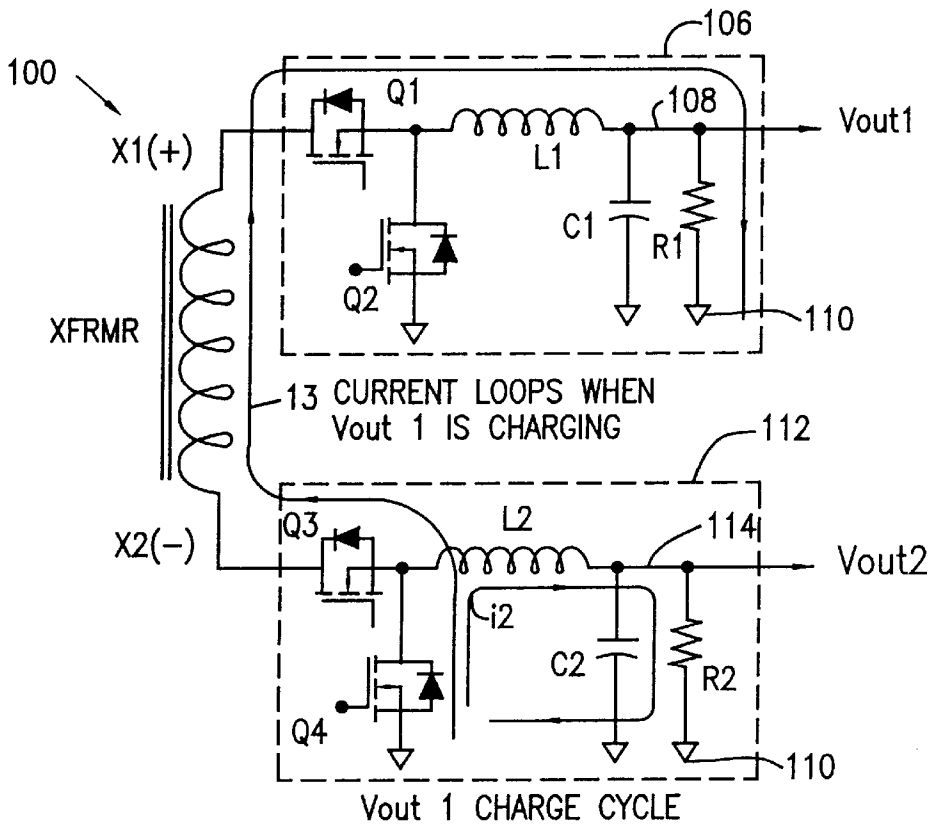 106
100
Q1
108
Vout1
X1(+)
L1
C1
R1
Q2
110
XFRMR
13
CURRENT LOOPS WHEN
Vout 1 IS CHARGING
112
Q3
L2
114
X2(-)
Vout2
i2
C2
R2
Q4
110
Vout 1 CHARGE CYCLE